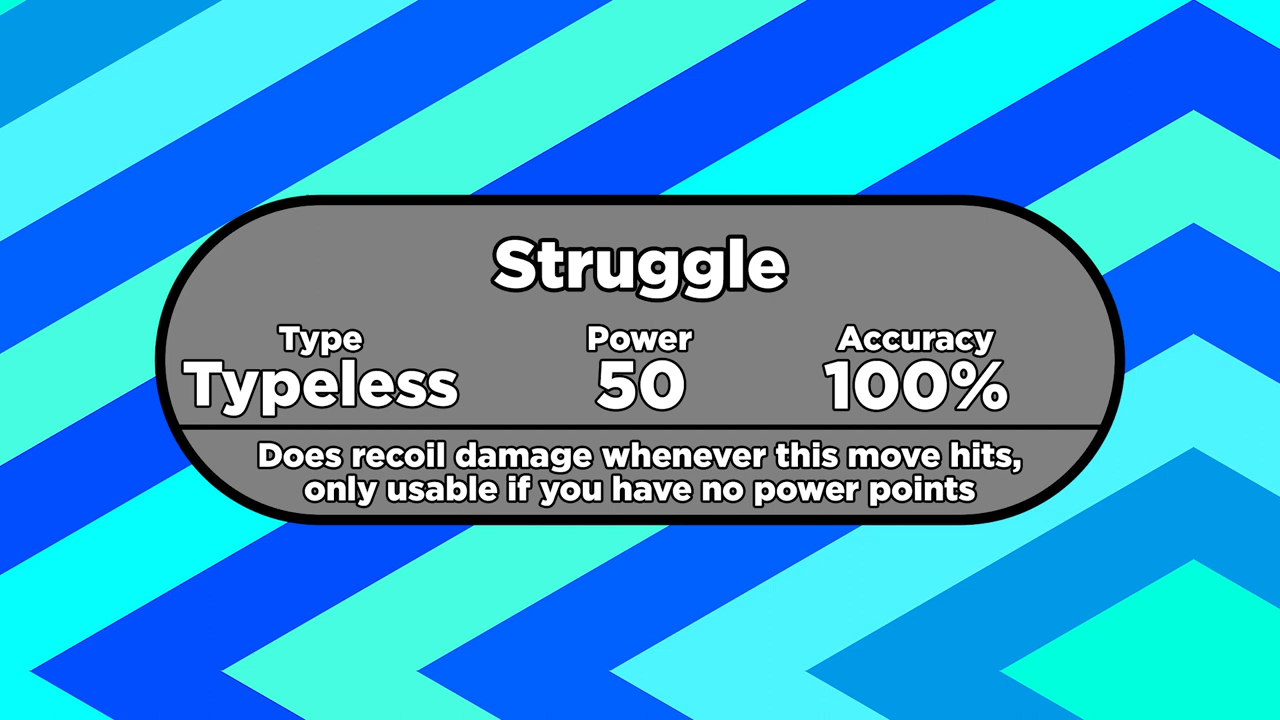 Struggle
Type Power Accuracy
Typeless 50 100%
Does recoil damage whenever this move hits,
only usable if you have no power points